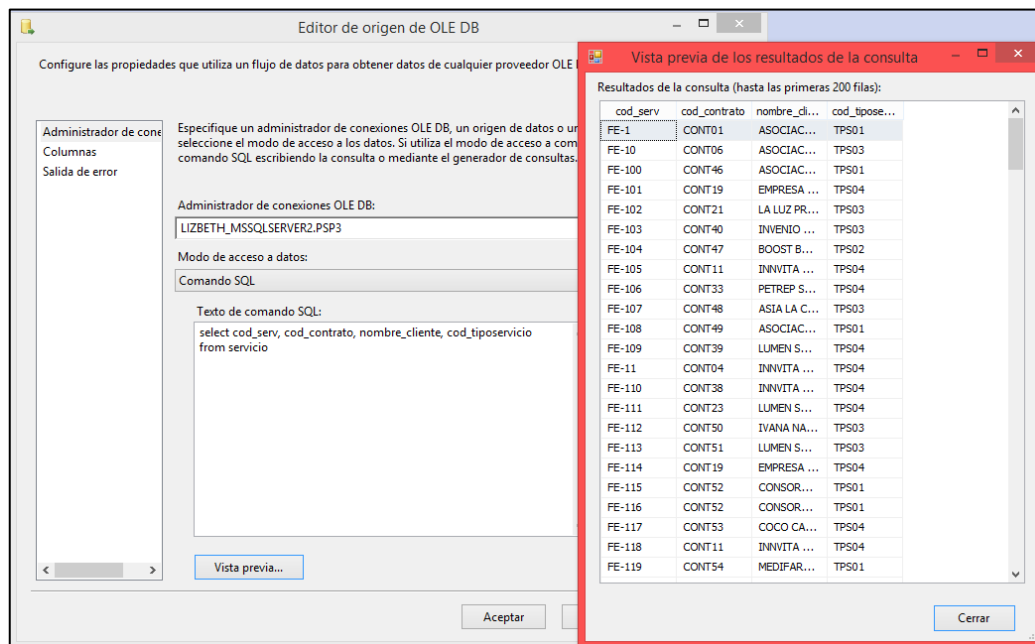 Editor de origen de OLE DB
Configure las propiedades que utiliza un flujo de datos para obtener datos de cualquier proveedor OLE
Administrador de cone
Columnas
Salida de error
Especifique un administrador de conexiones OLE DB, un origen de datos o
seleccione el modo de acceso a los datos. Si utiliza el modo de acceso a
comando SQL escribiendo la consulta o mediante el generador de consultas.
Administrador de conexiones OLE DB:
LIZBETH_MSSQLSERVER2.PSP3
Modo de acceso a datos:
Comando SQL
Texto de comando SQL:
select cod_serv, cod_contrato, nombre_cliente, cod_tiposervicio
from servicio
Vista previa...
Aceptar
Vista previa de los resultados de la consulta
Resultados de la consulta (hasta las primeras 200 filas):
cod_serv cod_contrato nombre_di... cod_tipose...
FE-1 CONT01 ASOCIAC... TPS01
FE-10 CONT06 ASOCIAC... TPS03
FE-100 CONT46 ASOCIAC... TPS01
FE-101 CONT19 EMPRESA ... TPS04
FE-102 CONT21 LA LUZ PR... TPS03
FE-103 CONT40 INVENIO ... TPS03
FE-104 CONT47 BOOST B... TPS02
FE-105 CONT11 INNVITA ... TPS04
FE-106 CONT33 PETREP S... TPS04
FE-107 CONT48 ASIA LA C... TPS03
FE-108 CONT49 ASOCIAC... TPS01
FE-109 CONT39 LUMEN S... TPS04
FE-11 CONT04 INNVITA ... TPS04
FE-110 CONT38 INNVITA ... TPS04
FE-111 CONT23 LUMEN S... TPS04
FE-112 CONT50 IVANA NA... TPS03
FE-113 CONT51 LUMEN S... TPS03
FE-114 CONT19 EMPRESA ... TPS04
FE-115 CONT52 CONSOR... TPS01
FE-116 CONT52 CONSOR... TPS01
FE-117 CONT53 COCO CA... TPS04
FE-118 CONT11 INNVITA ... TPS04
FE-119 CONT54 MEDIFAR... TPS01
Cerrar